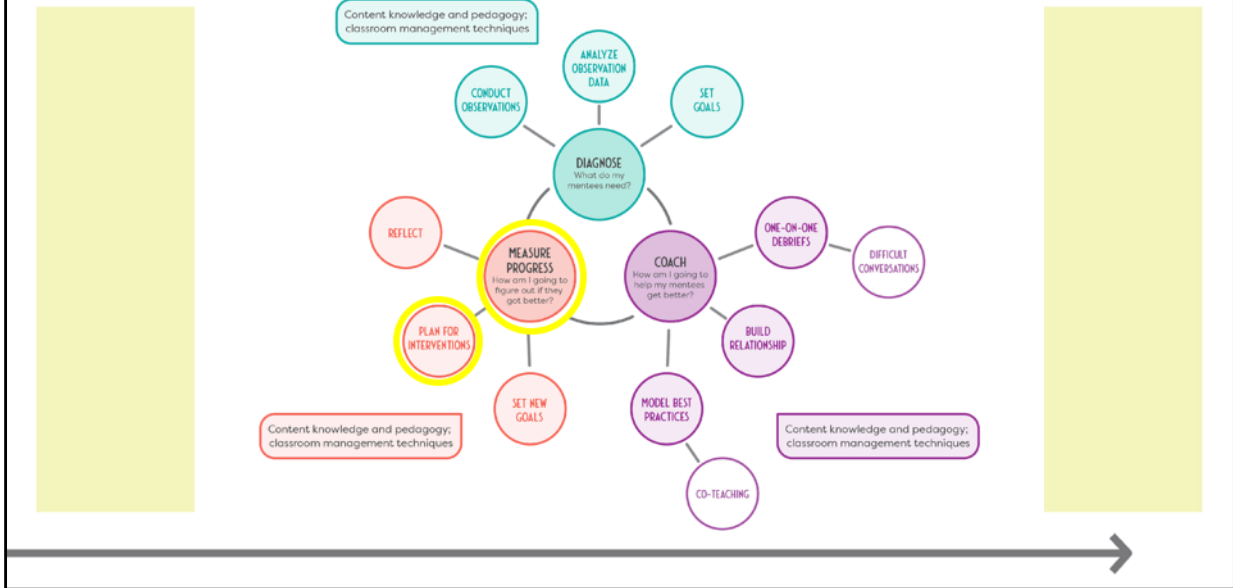 Content knowledge and pedagogy;
classroom management techniques
ANALYZE
OBSERVATION
DATA
CONDUCT
OBSERVATIONS
SET
GOALS
DIAGNOSE
What do my
mentees need?
REFLECT
MEASURE
PROGRESS
How am I going to
figure out if they
got better?
COACH
How am I going to
help my mentees
get better?
ONE-ON-ONE
DEBRIEFS
DIFFICULT
CONVERSATIONS
PLAN FOR
INTERVENTIONS
BUILD
RELATIONSHIP
SET NEW
GOALS
MODEL BEST
PRACTICES
Content knowledge and pedagogy;
classroom management techniques
Content knowledge and pedagogy;
classroom management techniques
CO-TEACHING